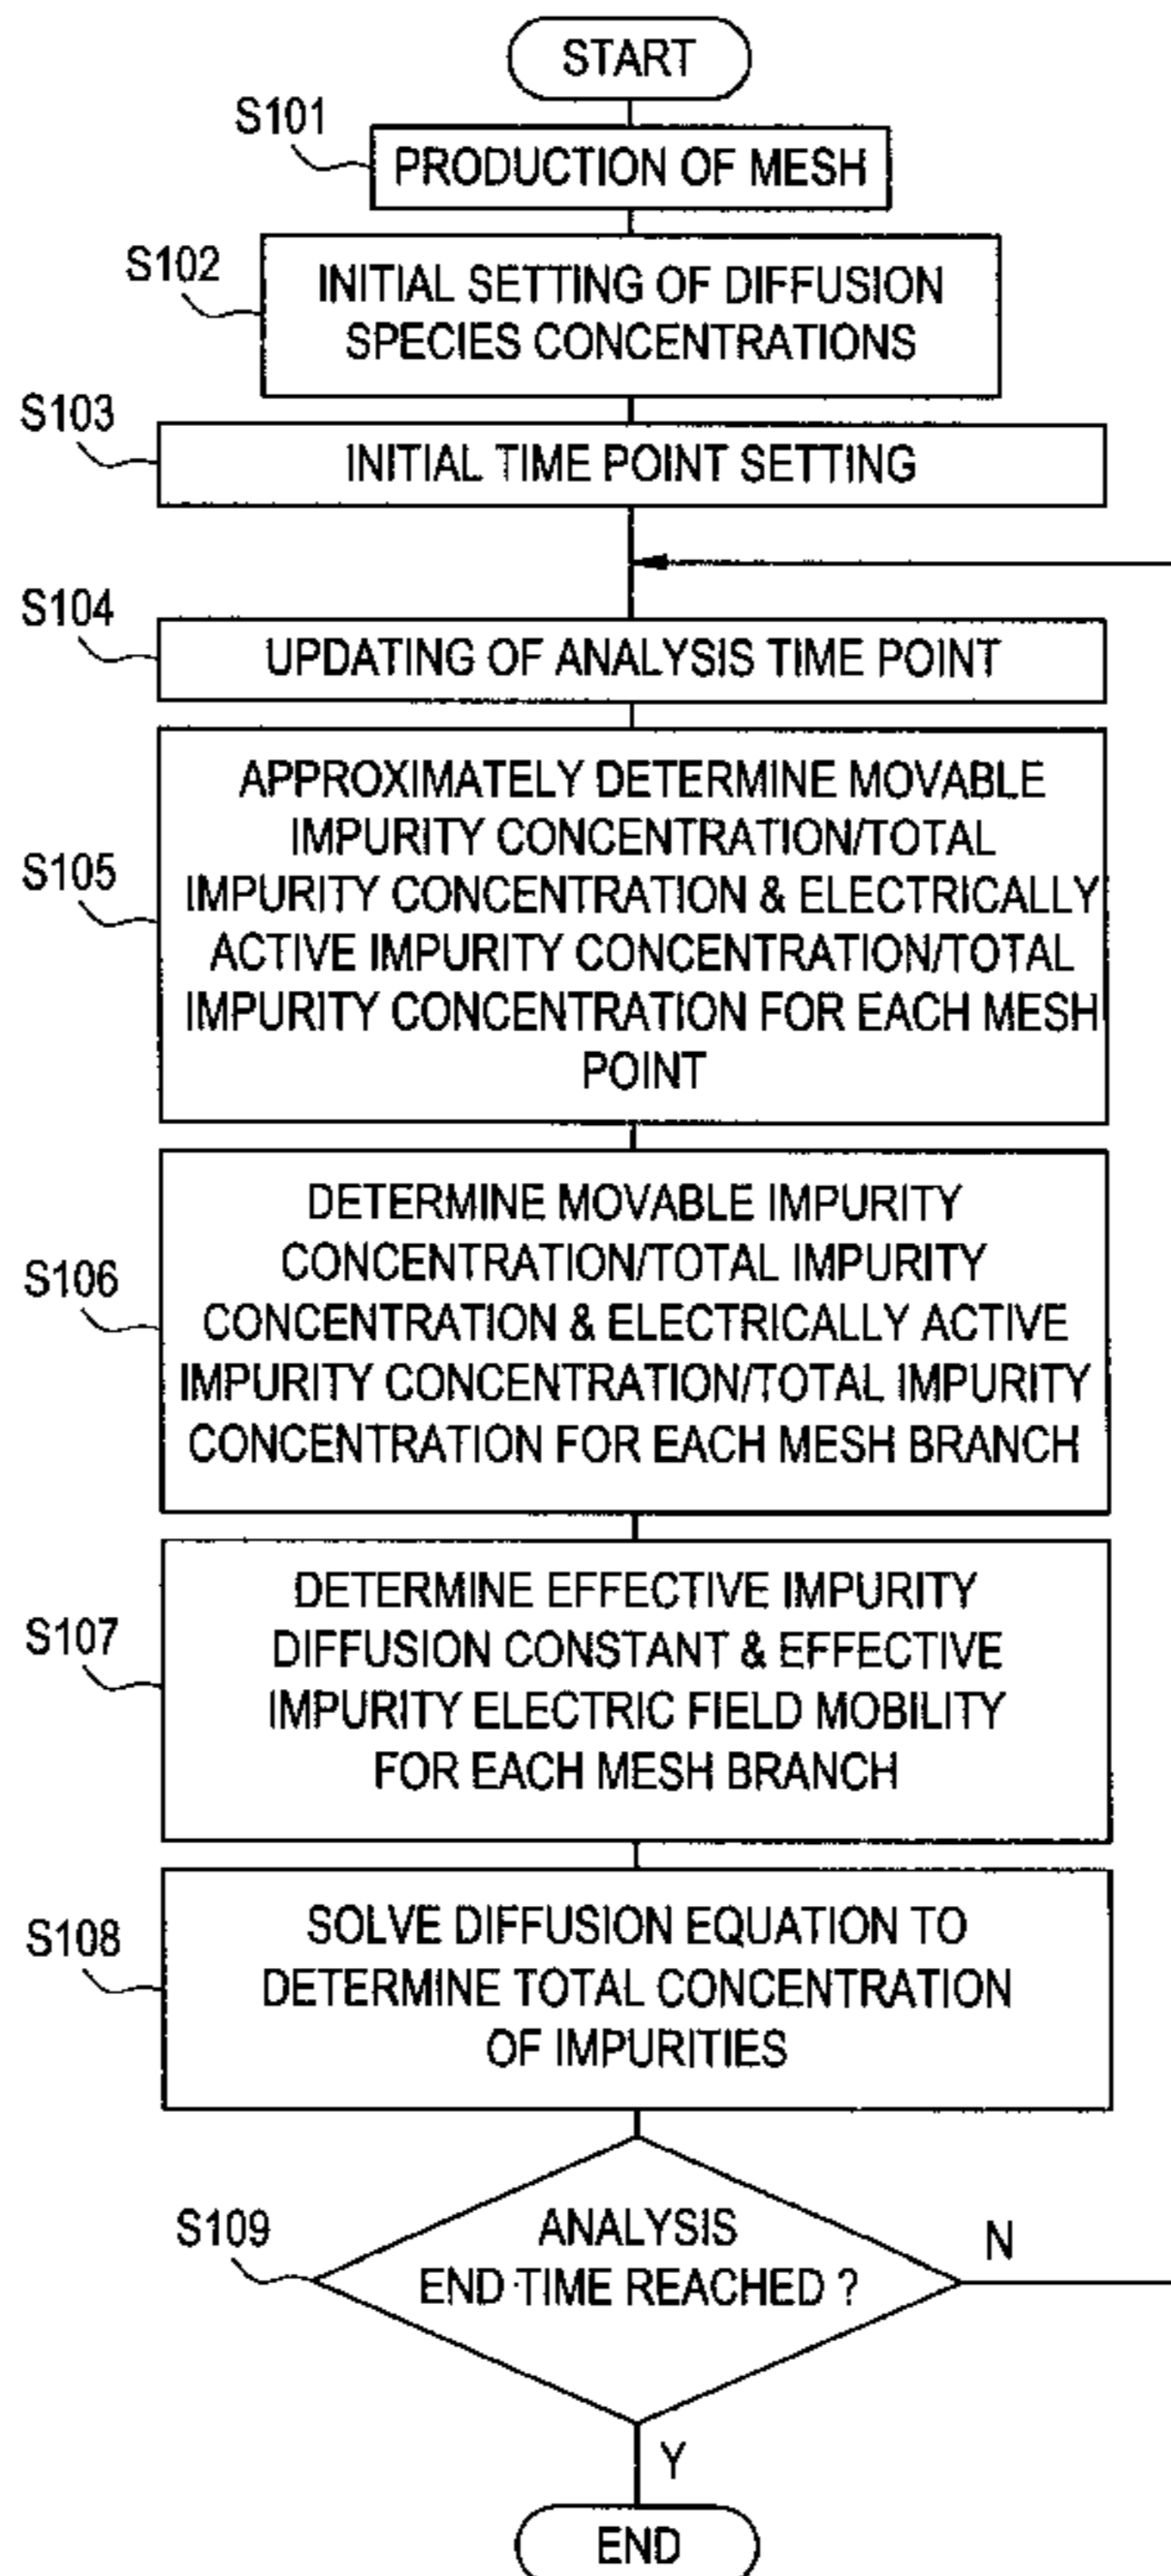 START
S101
PRODUCTION OF MESH
S102
INITIAL SETTING OF DIFFUSION
SPECIES CONCENTRATIONS
S103
INITIAL TIME POINT SETTING
S104
UPDATING OF ANALYSIS TIME POINT
S105
APPROXIMATELY DETERMINE MOVABLE
IMPURITY CONCENTRATION/TOTAL
IMPURITY CONCENTRATION & ELECTRICALLY
ACTIVE IMPURITY CONCENTRATION/TOTAL
IMPURITY CONCENTRATION FOR EACH MESH
POINT
S106
DETERMINE MOVABLE IMPURITY
CONCENTRATION/TOTAL IMPURITY
CONCENTRATION & ELECTRICALLY ACTIVE
IMPURITY CONCENTRATION/TOTAL IMPURITY
CONCENTRATION FOR EACH MESH BRANCH
S107
DETERMINE EFFECTIVE IMPURITY
DIFFUSION CONSTANT & EFFECTIVE
IMPURITY ELECTRIC FIELD MOBILITY
FOR EACH MESH BRANCH
S108
SOLVE DIFFUSION EQUATION TO
DETERMINE TOTAL CONCENTRATION
OF IMPURITIES
S109
ANALYSIS
END TIME REACHED ?
N
Y
END